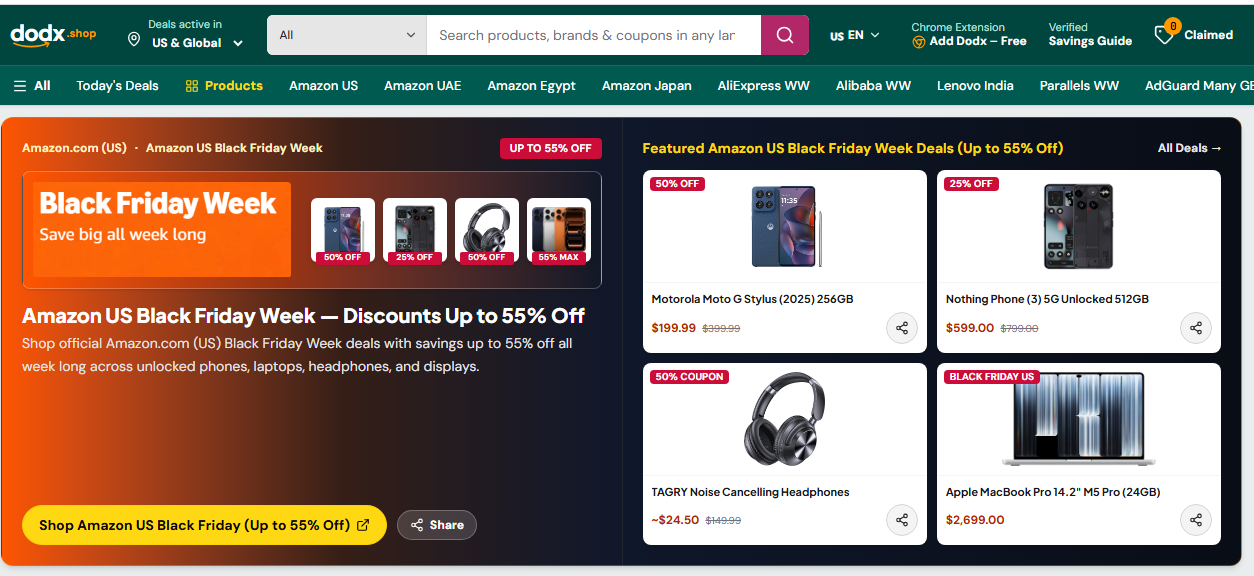 dodx.shop
Deals active in
US & Global
All
Search products, brands & coupons in any lar
US EN
Chrome Extension
Add Dodx – Free
Verified
Savings Guide
0
Claimed
All
Today's Deals
Products
Amazon US
Amazon UAE
Amazon Egypt
Amazon Japan
AliExpress WW
Alibaba WW
Lenovo India
Parallels WW
AdGuard Many GE
Amazon.com (US) · Amazon US Black Friday Week
UP TO 55% OFF
Black Friday Week
Save big all week long
11:35
50% OFF
25% OFF
50% OFF
55% MAX
Amazon US Black Friday Week — Discounts Up to 55% Off
Shop official Amazon.com (US) Black Friday Week deals with savings up to 55% off all
week long across unlocked phones, laptops, headphones, and displays.
Shop Amazon US Black Friday (Up to 55% Off)
Share
Featured Amazon US Black Friday Week Deals (Up to 55% Off)
All Deals →
50% OFF
11:35
Motorola Moto G Stylus (2025) 256GB
$199.99 $399.99
25% OFF
Nothing Phone (3) 5G Unlocked 512GB
$599.00 $799.00
50% COUPON
TAGRY Noise Cancelling Headphones
~$24.50 $149.99
BLACK FRIDAY US
Apple MacBook Pro 14.2" M5 Pro (24GB)
$2,699.00